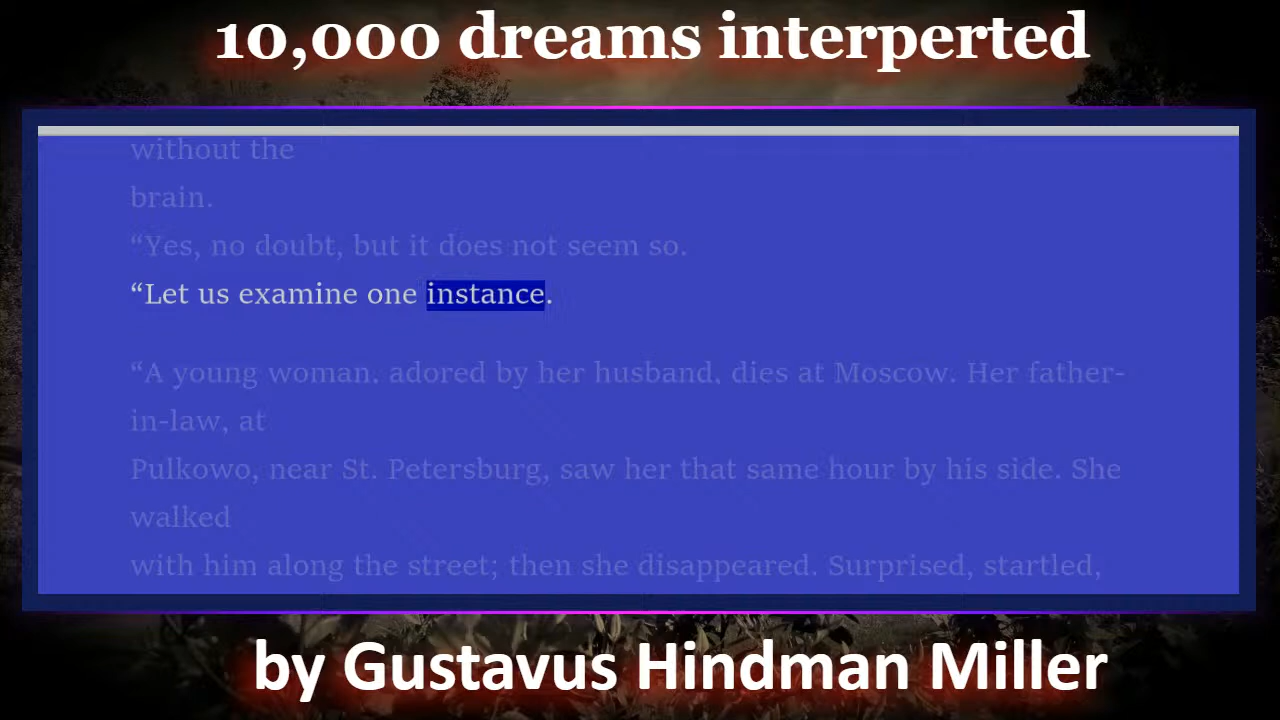 10,000 dreams interperted
without the
brain.
“Yes, no doubt, but it does not seem so.
“Let us examine one instance.
“A young woman, adored by her husband, dies at Moscow. Her father-
in-law, at
Pulkowo, near St. Petersburg, saw her that same hour by his side. She
walked
with him along the street; then she disappeared. Surprised, startled,
by Gustavus Hindman Miller